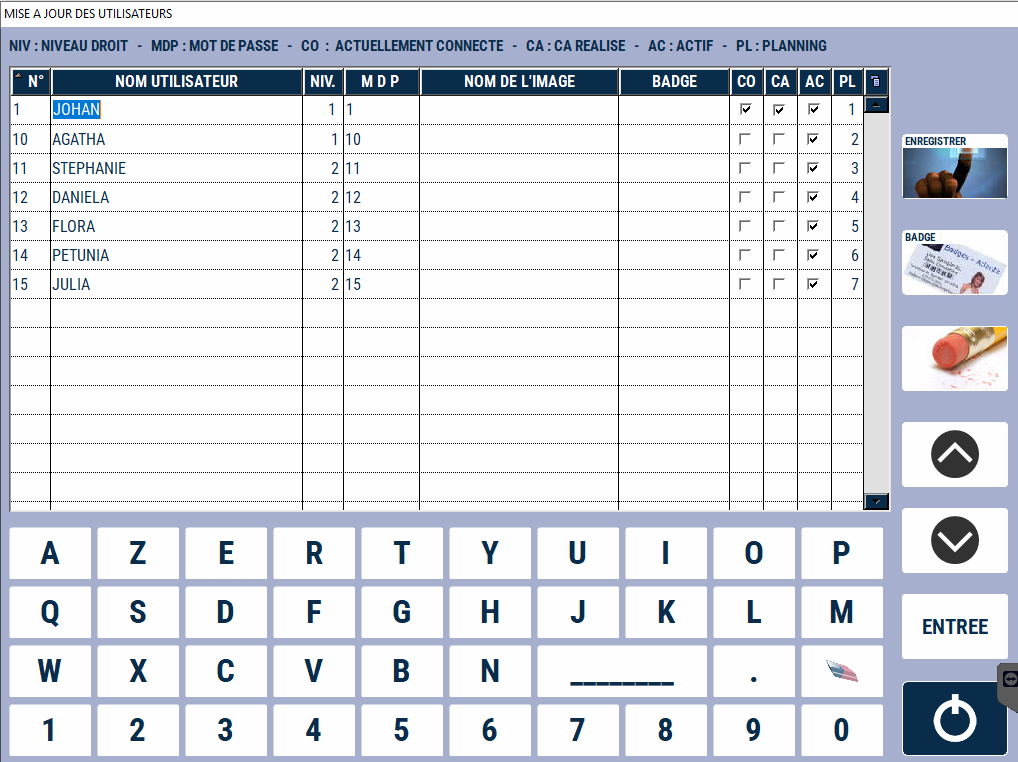 MISE A JOUR DES UTILISATEURS
NIV : NIVEAU DROIT - MDP : MOT DE PASSE - CO : ACTUELLEMENT CONNECTE - CA : CA REALISE - AC : ACTIF - PL : PLANNING
N° NOM UTILISATEUR NIV. M D P NOM DE L'IMAGE BADGE CO CA AC PL
1 JOHAN 1 1 1
10 AGATHA 1 10 2
11 STEPHANIE 2 11 3
12 DANIELA 2 12 4
13 FLORA 2 13 5
14 PETUNIA 2 14 6
15 JULIA 2 15 7
ENREGISTRER
BADGE
Badges - Atlanta
A Z E R T Y U I O P
Q S D F G H J K L M
W X C V B N ________ .
1 2 3 4 5 6 7 8 9 0
ENTREE